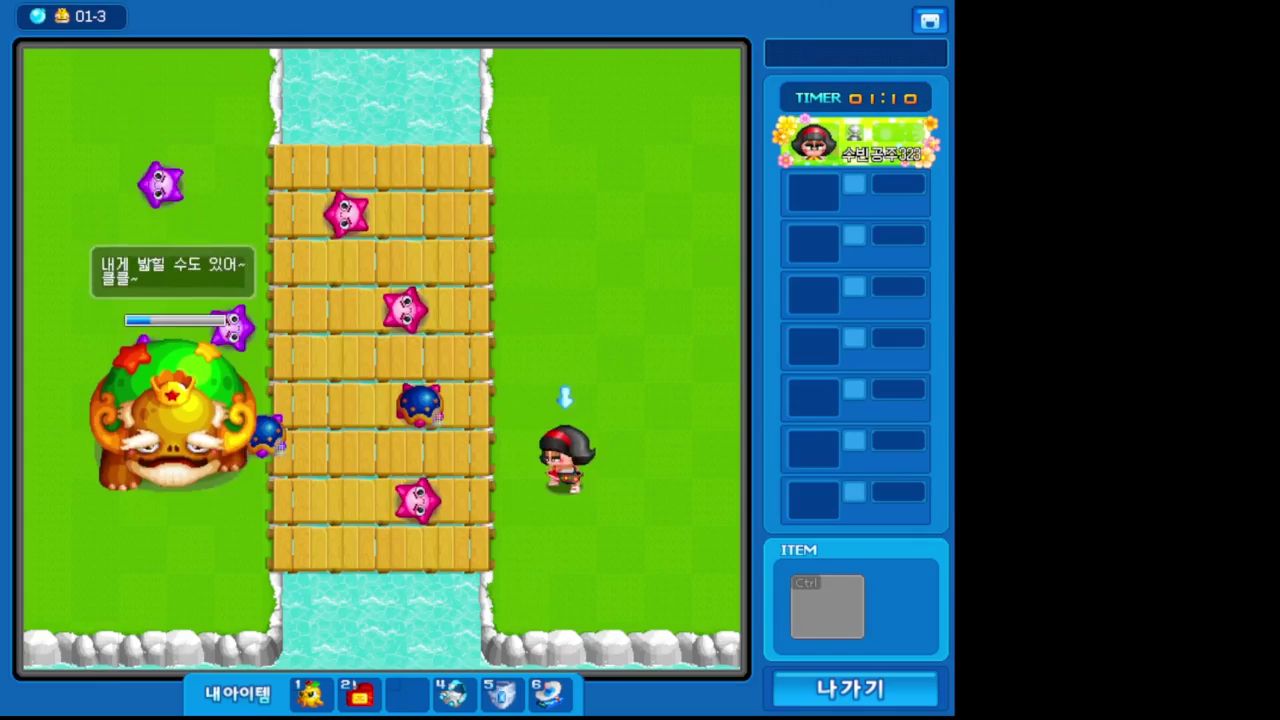 01-3
TIMER 01:10
수빈공주323
내게 밟힐 수도 있어~
클클~
ITEM
Ctrl
내아이템
1
2
4
5
6
나가기